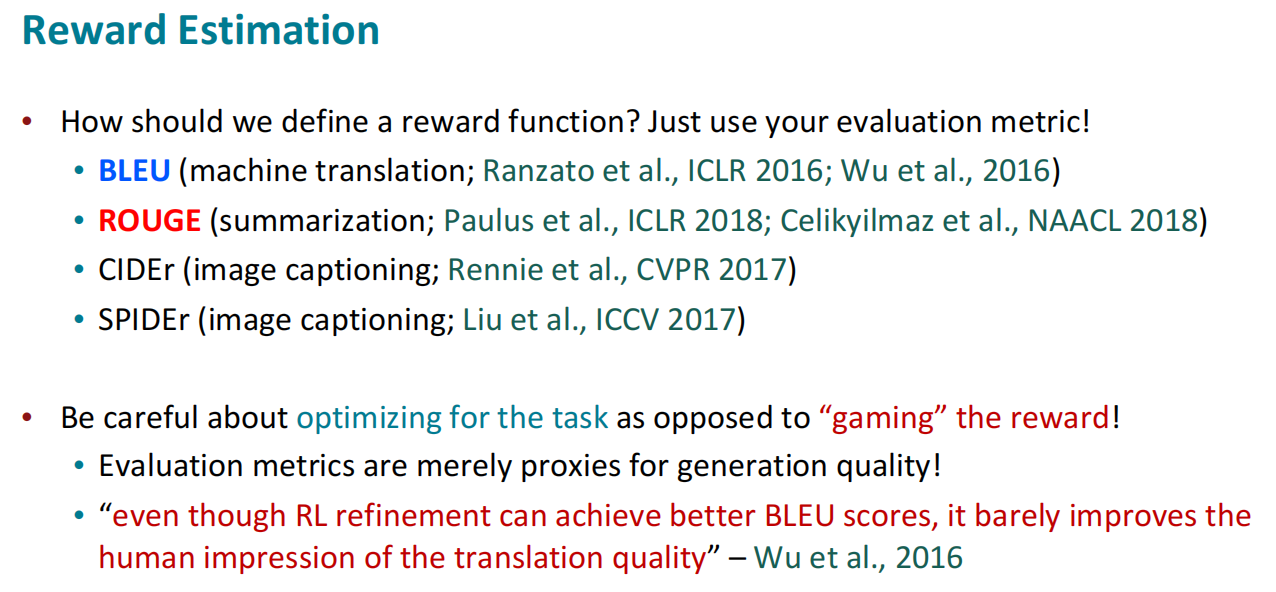 Reward Estimation
• How should we define a reward function? Just use your evaluation metric!
• BLEU (machine translation; Ranzato et al., ICLR 2016; Wu et al., 2016)
• ROUGE (summarization; Paulus et al., ICLR 2018; Celikyilmaz et al., NAACL 2018)
• CIDEr (image captioning; Rennie et al., CVPR 2017)
• SPIDEr (image captioning; Liu et al., ICCV 2017)
• Be careful about optimizing for the task as opposed to “gaming” the reward!
• Evaluation metrics are merely proxies for generation quality!
• “even though RL refinement can achieve better BLEU scores, it barely improves the
human impression of the translation quality” – Wu et al., 2016